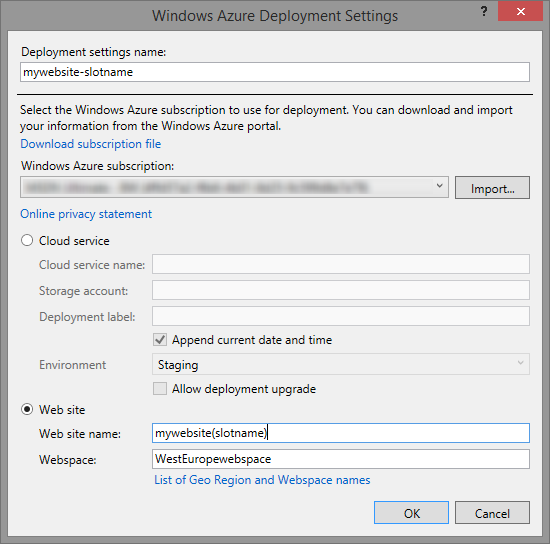 Windows Azure Deployment Settings
?
Deployment settings name:
mywebsite-slotname
Select the Windows Azure subscription to use for deployment. You can download and import
your information from the Windows Azure portal.
Download subscription file
Windows Azure subscription:
Import...
Online privacy statement
Cloud service
Cloud service name:
Storage account:
Deployment label:
Append current date and time
Environment
Staging
Allow deployment upgrade
Web site
Web site name:
mywebsite(slotname)
Webspace:
WestEuropewebspace
List of Geo Region and Webspace names
OK
Cancel